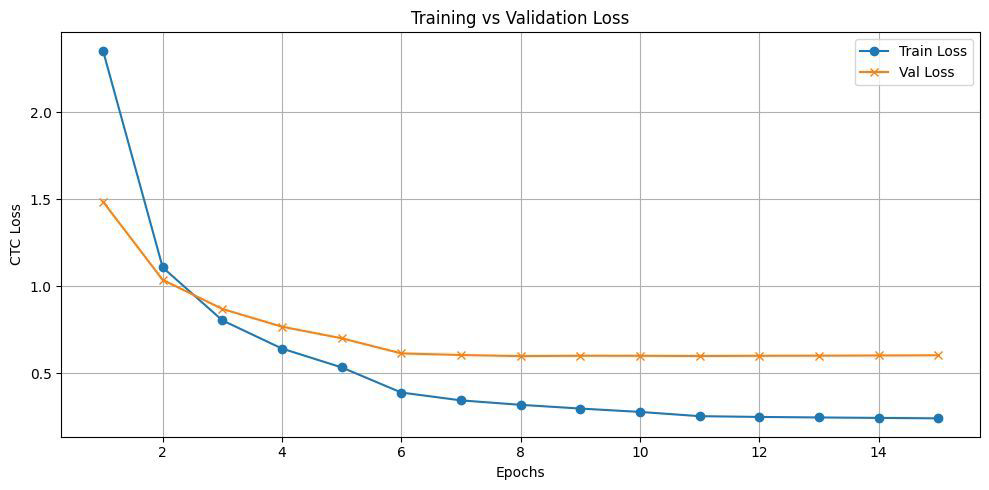 Training vs Validation Loss
Train Loss
Val Loss
CTC Loss
2.0
1.5
1.0
0.5
2 4 6 8 10 12 14
Epochs